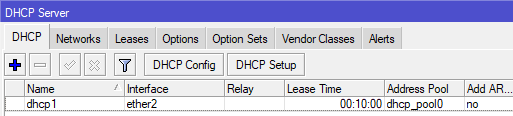 DHCP Server
DHCP Networks Leases Options Option Sets Vendor Classes Alerts
DHCP Config DHCP Setup
Name / Interface Relay Lease Time Address Pool Add AR...
dhcp1 ether2 00:10:00 dhcp_pool0 no